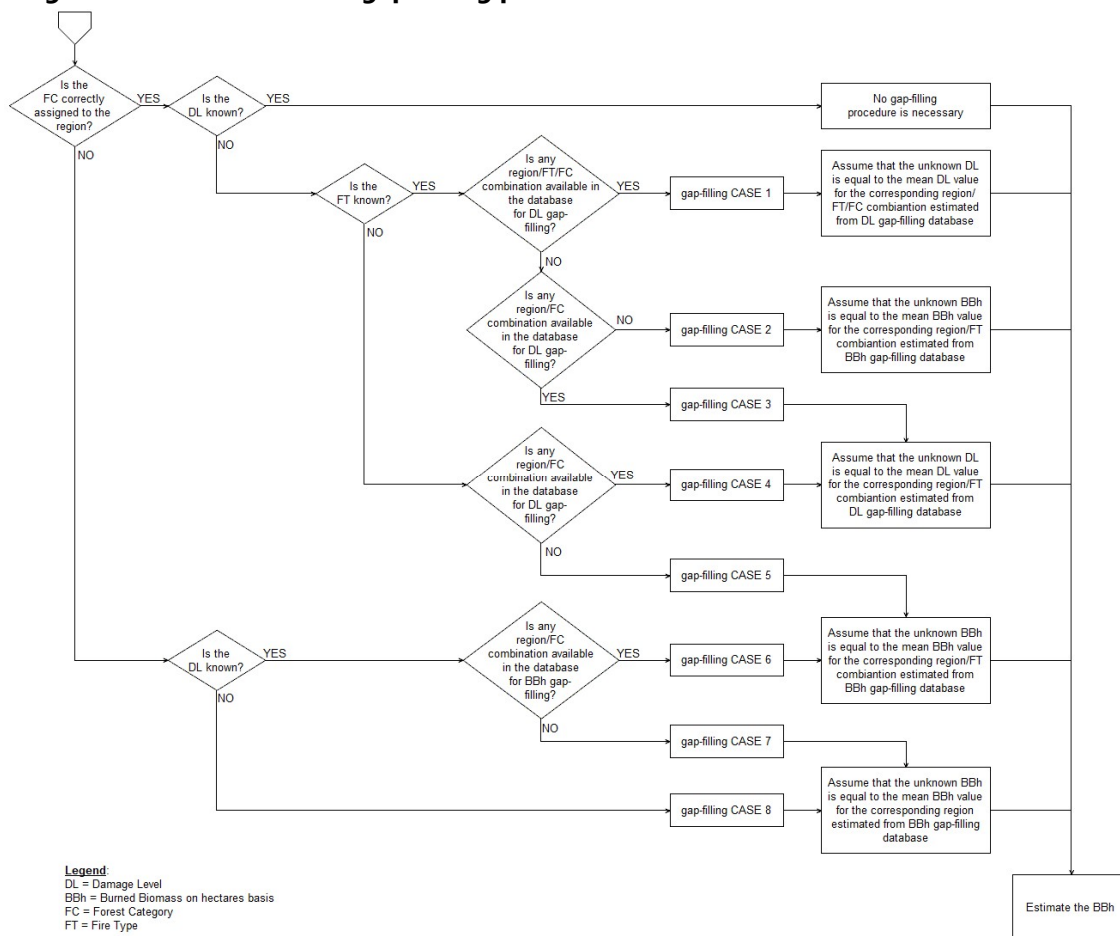 Is the
FC correctly
assigned to the
region?
YES
NO
Is the
DL known?
YES
NO
No gap-filling
procedure is necessary
Is the
FT known?
YES
NO
Is any
region/FT/FC
combination available in
the database
for DL gap-
filling?
YES
NO
gap-filling CASE 1
Assume that the unknown DL
is equal to the mean DL value
for the corresponding region/
FT/FC combiantion estimated
from DL gap-filling database
Is any
region/FC
combination available
in the database
for DL gap-
filling?
NO
YES
gap-filling CASE 2
Assume that the unknown BBh
is equal to the mean BBh value
for the corresponding region/FT
combiantion estimated from
BBh gap-filling database
gap-filling CASE 3
Is any
region/FC
combination available
in the database
for DL gap-
filling?
YES
NO
gap-filling CASE 4
Assume that the unknown DL
is equal to the mean DL value
for the corresponding region/FT
combiantion estimated from
DL gap-filling database
gap-filling CASE 5
Is the
DL known?
YES
NO
Is any
region/FC
combination available
in the database
for BBh gap-
filling?
YES
NO
gap-filling CASE 6
Assume that the unknown BBh
is equal to the mean BBh value
for the corresponding region/FT
combiantion estimated from
BBh gap-filling database
gap-filling CASE 7
gap-filling CASE 8
Assume that the unknown BBh
is equal to the mean BBh value
for the corresponding region
estimated from BBh gap-filling
database
Estimate the BBh
Legend:
DL = Damage Level
BBh = Burned Biomass on hectares basis
FC = Forest Category
FT = Fire Type